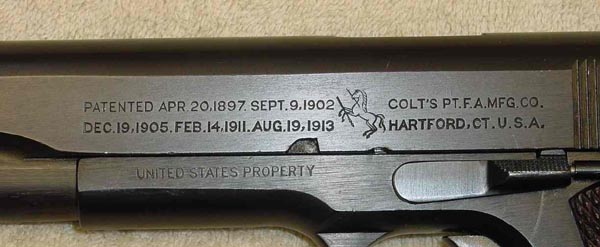 PATENTED APR.20,1897. SEPT.9,1902
DEC.19,1905. FEB.14,1911. AUG.19,1913
COLT'S PT.F.A.MFG.CO.
HARTFORD, CT. U.S.A.
UNITED STATES PROPERTY